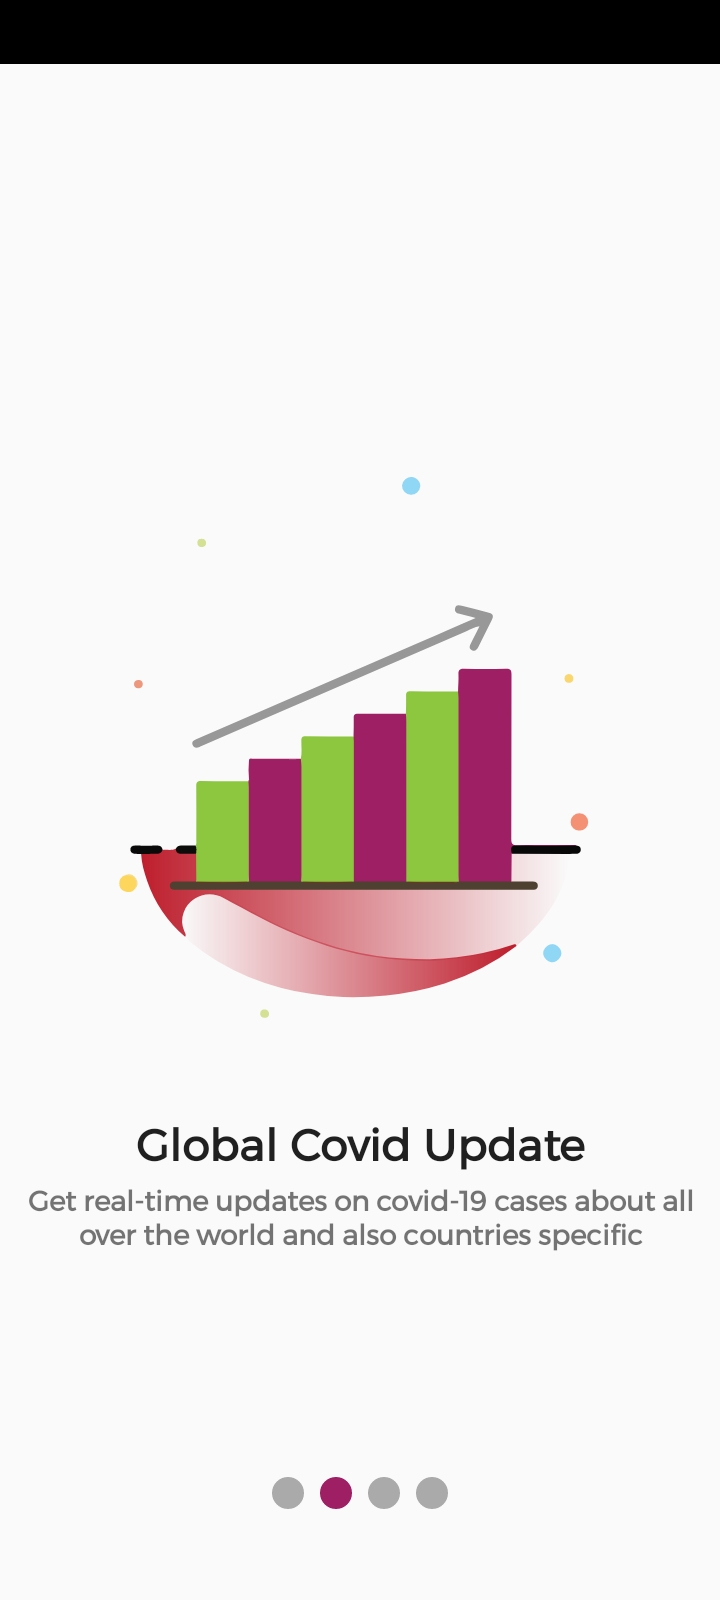 Global Covid Update
Get real-time updates on covid-19 cases about all
over the world and also countries specific